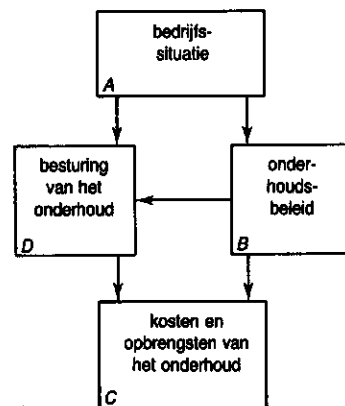 bedrijfs-
situatie
A
besturing
van het
onderhoud
D
onder-
houds-
beleid
B
kosten en
opbrengsten van
het onderhoud
C